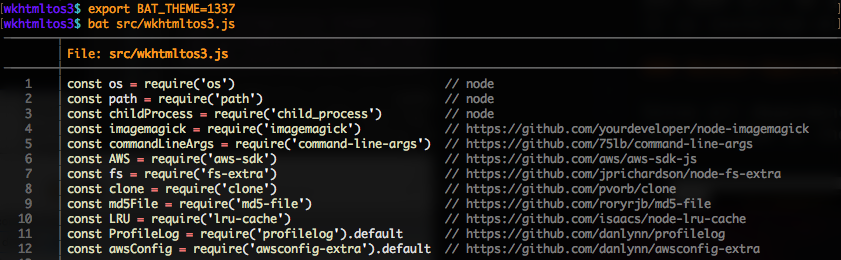 [wkhtmltos3$ export BAT_THEME=1337 ]
[wkhtmltos3$ bat src/wkhtmltos3.js ]
File: src/wkhtmltos3.js
1 const os = require('os') // node
2 const path = require('path') // node
3 const childProcess = require('child_process') // node
4 const imagemagick = require('imagemagick') // https://github.com/yourdeveloper/node-imagemagick
5 const commandLineArgs = require('command-line-args') // https://github.com/75lb/command-line-args
6 const AWS = require('aws-sdk') // https://github.com/aws/aws-sdk-js
7 const fs = require('fs-extra') // https://github.com/jprichardson/node-fs-extra
8 const clone = require('clone') // https://github.com/pvorb/clone
9 const md5File = require('md5-file') // https://github.com/roryrjb/md5-file
10 const LRU = require('lru-cache') // https://github.com/isaacs/node-lru-cache
11 const ProfileLog = require('profilelog').default // https://github.com/danlynn/profilelog
12 const awsConfig = require('awsconfig-extra').default // https://github.com/danlynn/awsconfig-extra